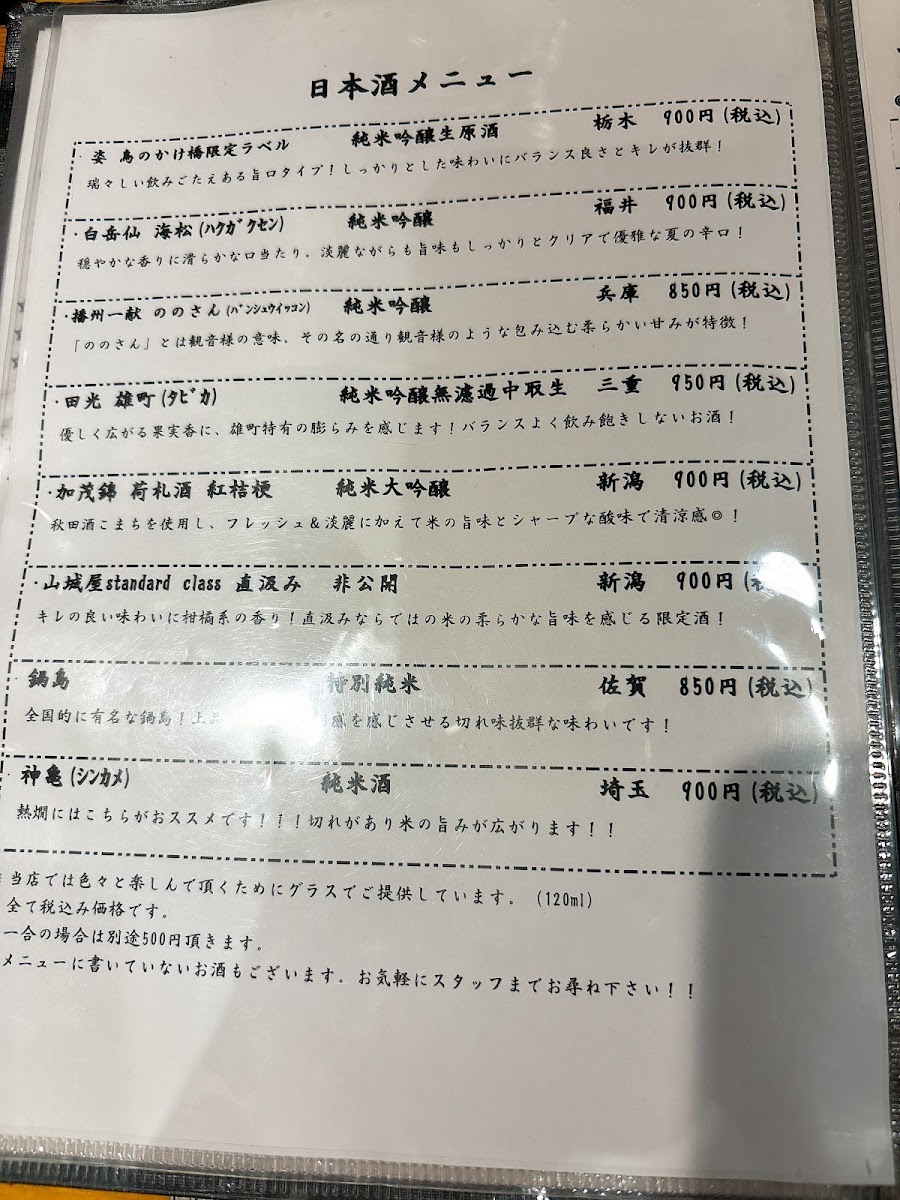 日本酒メニュー
・姿 鳥のかけ橋限定ラベル 純米吟醸生原酒 栃木 900円(税込)
瑞々しい飲みごたえある旨口タイプ!しっかりとした味わいにバランス良さとキレが抜群!
・白岳仙 海松(ハクガクセン) 純米吟醸 福井 900円(税込)
穏やかな香りに滑らかな口当たり。淡麗ながらも旨味もしっかりとクリアで優雅な夏の辛口!
・播州一献 ののさん(バンシュウイッコン) 純米吟醸 兵庫 850円(税込)
「ののさん」とは観音様の意味。その名の通り観音様のような包み込む柔らかい甘みが特徴!
・田光 雄町(タビカ) 純米吟醸無濾過中取生 三重 950円(税込)
優しく広がる果実香に、雄町特有の膨らみを感じます!バランスよく飲み飽きしないお酒!
・加茂錦 荷札酒 紅桔梗 純米大吟醸 新潟 900円(税込)
秋田酒こまちを使用し、フレッシュ&淡麗に加えて米の旨味とシャープな酸味で清涼感◎!
・山城屋standard class 直汲み 非公開 新潟 900円
キレの良い味わいに柑橘系の香り!直汲みならではの米の柔らかな旨味を感じる限定酒!
・鍋島 特別純米 佐賀 850円(税込)
全国的に有名な鍋島!上 感を感じさせる切れ味抜群な味わいです!
・神亀(シンカメ) 純米酒 埼玉 900円(税込)
熱燗にはこちらがおススメです!!!切れがあり米の旨みが広がります!!
当店では色々と楽しんで頂くためにグラスでご提供しています。(120ml)
全て税込み価格です。
一合の場合は別途500円頂きます。
メニューに書いていないお酒もございます。お気軽にスタッフまでお尋ね下さい!!